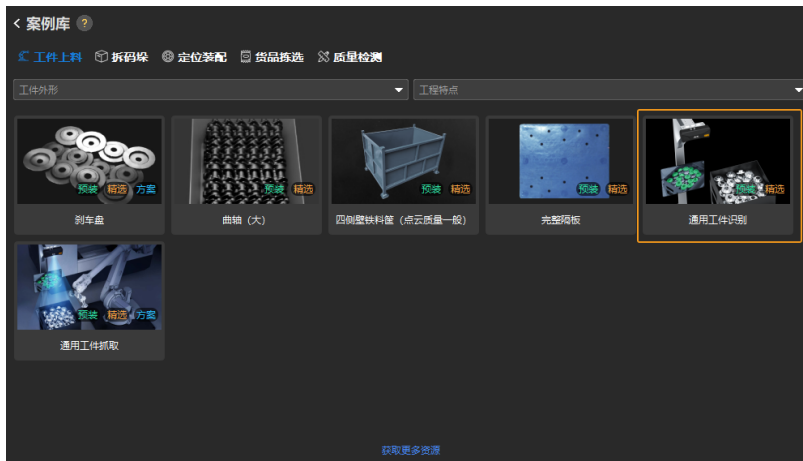 < 案例库 ?
工件上料 拆码垛 定位装配 货品拣选 质量检测
工件外形 工程特点
预装 精选 方案 预装 精选 预装 精选 预装 精选 预装 精选
刹车盘 曲轴（大） 四侧壁铁料筐（点云质量一般） 完整隔板 通用工件识别
预装 精选 方案
通用工件抓取
获取更多资源